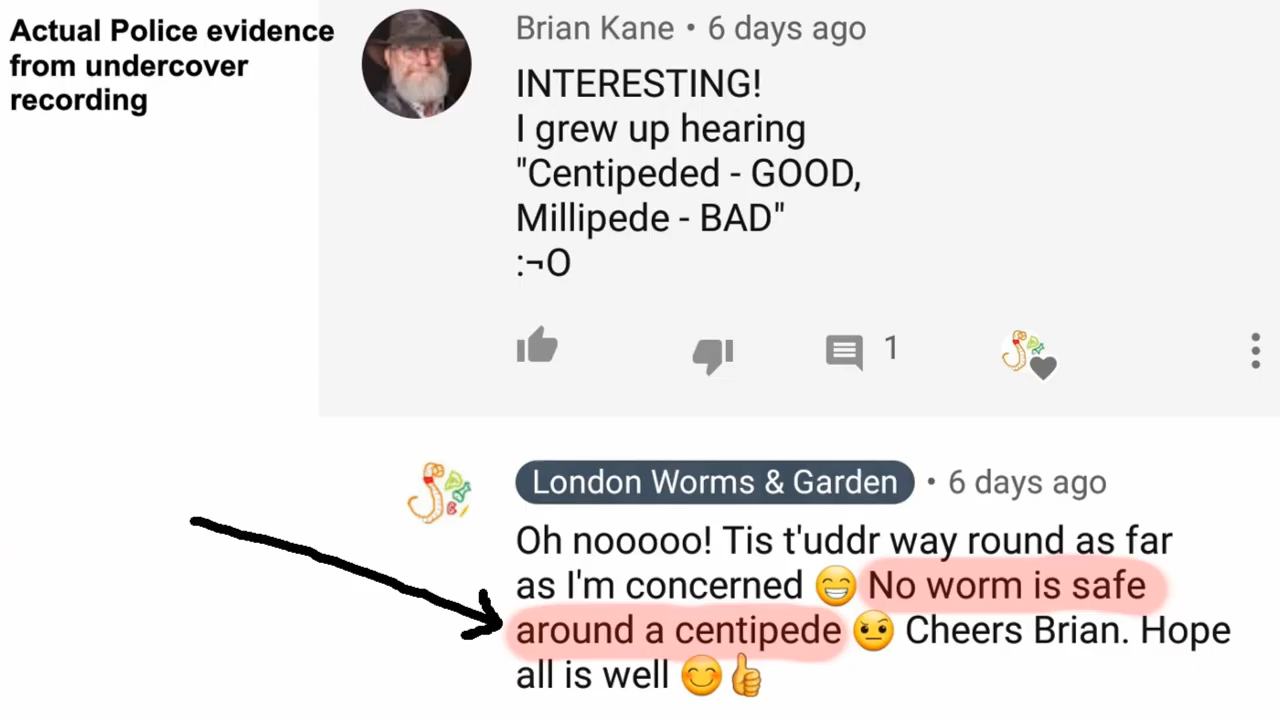 Actual Police evidence
from undercover
recording
Brian Kane • 6 days ago
INTERESTING!
I grew up hearing
"Centipeded - GOOD,
Millipede - BAD"
:¬O
1
London Worms & Garden • 6 days ago
Oh nooooo! Tis t'uddr way round as far
as I'm concerned 😁 No worm is safe
around a centipede 🤨 Cheers Brian. Hope
all is well 😊👍